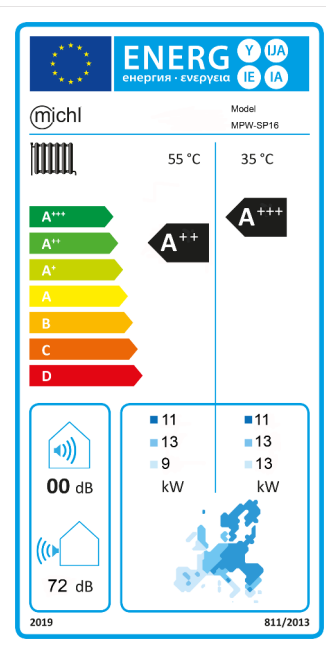 ENERG
Y IJA
IE IA
енергия · ενεργεια
michl
Model
MPW-SP16
55 °C 35 °C
A+++
A++
A+
A
B
C
D
A++
A+++
00 dB
72 dB
11 11
13 13
9 13
kW kW
2019 811/2013